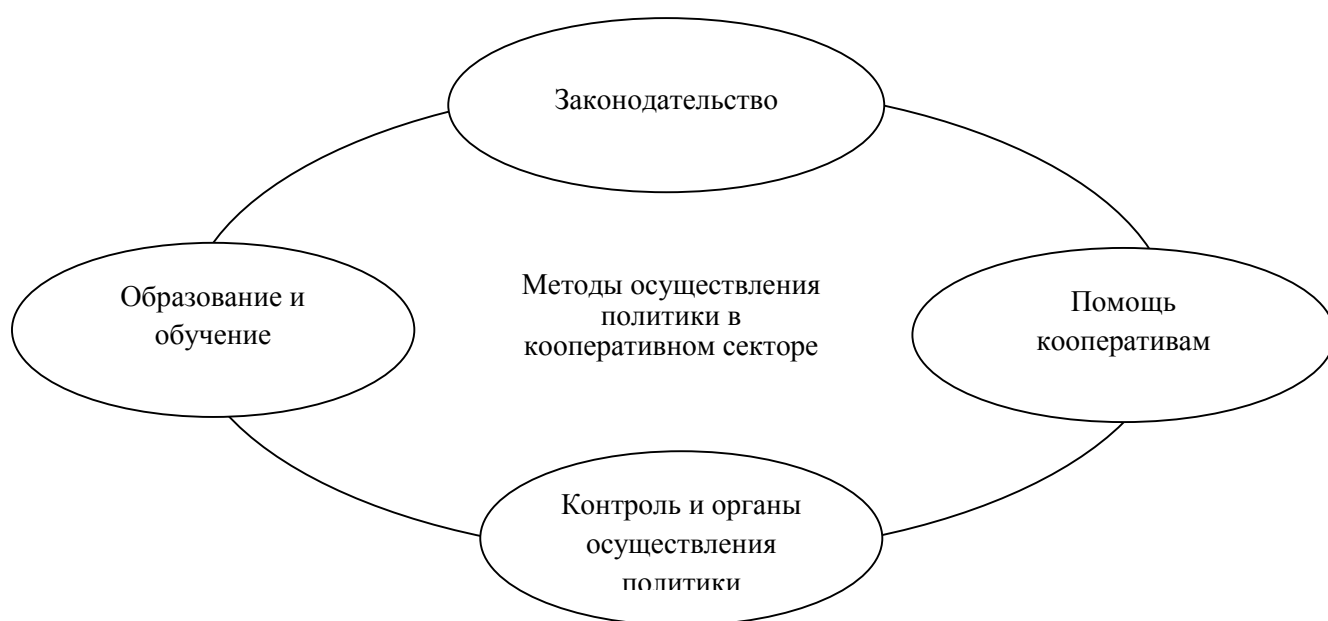 Законодательство
Образование и
обучение
Методы осуществления
политики в
кооперативном секторе
Помощь
кооперативам
Контроль и органы
осуществления
политики